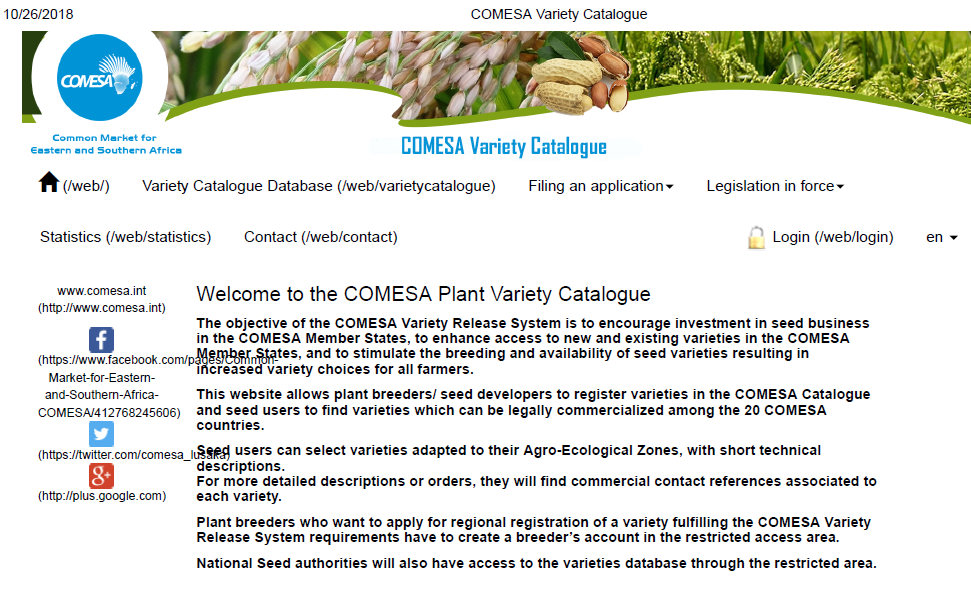 10/26/2018
COMESA Variety Catalogue
COMESA
Common Market for
Eastern and Southern Africa
COMESA Variety Catalogue
(/web/)
Variety Catalogue Database (/web/varietycatalogue)
Filing an application
Legislation in force
Statistics (/web/statistics)
Contact (/web/contact)
Login (/web/login)
en
www.comesa.int
(http://www.comesa.int)
f
(https://www.facebook.com/pages/Common-
Market-for-Eastern-
and-Southern-Africa-
COMESA/412768245606)
(https://twitter.com/comesa_lusaka)
g+
(http://plus.google.com)
Welcome to the COMESA Plant Variety Catalogue
The objective of the COMESA Variety Release System is to encourage investment in seed business
in the COMESA Member States, to enhance access to new and existing varieties in the COMESA
Member States, and to stimulate the breeding and availability of seed varieties resulting in
increased variety choices for all farmers.
This website allows plant breeders/ seed developers to register varieties in the COMESA Catalogue
and seed users to find varieties which can be legally commercialized among the 20 COMESA
countries.
Seed users can select varieties adapted to their Agro-Ecological Zones, with short technical
descriptions.
For more detailed descriptions or orders, they will find commercial contact references associated to
each variety.
Plant breeders who want to apply for regional registration of a variety fulfilling the COMESA Variety
Release System requirements have to create a breeder’s account in the restricted access area.
National Seed authorities will also have access to the varieties database through the restricted area.